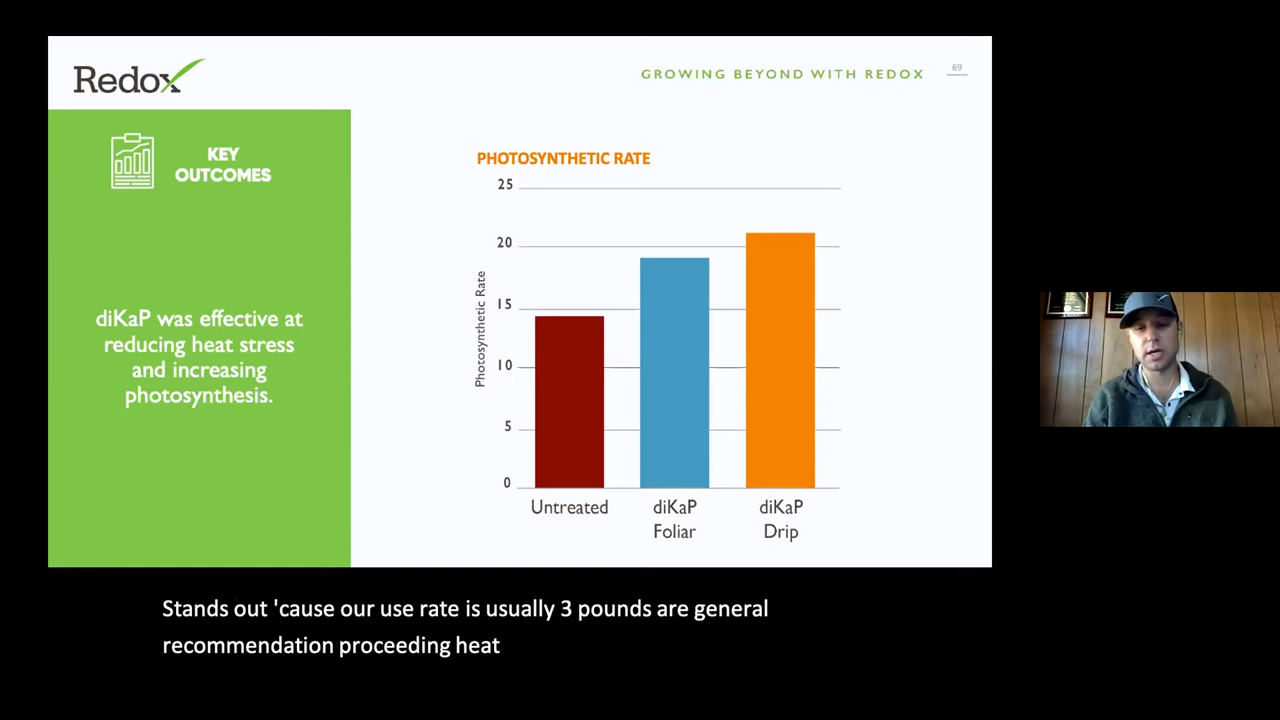 Redox
GROWING BEYOND WITH REDOX
69
KEY
OUTCOMES
diKaP was effective at
reducing heat stress
and increasing
photosynthesis.
PHOTOSYNTHETIC RATE
Photosynthetic Rate
25
20
15
10
5
0
Untreated
diKaP
Foliar
diKaP
Drip
Stands out 'cause our use rate is usually 3 pounds are general
recommendation proceeding heat